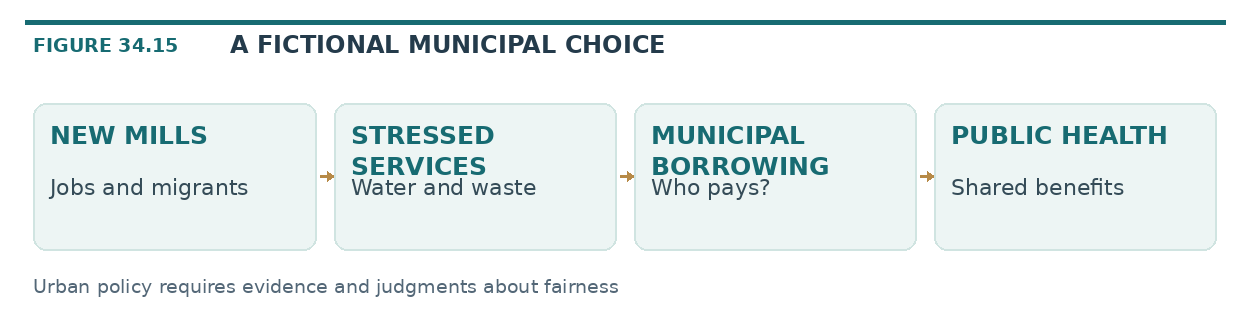 FIGURE 34.15 A FICTIONAL MUNICIPAL CHOICE
NEW MILLS
Jobs and migrants
STRESSED
SERVICES
Water and waste
MUNICIPAL
BORROWING
Who pays?
PUBLIC HEALTH
Shared benefits
Urban policy requires evidence and judgments about fairness